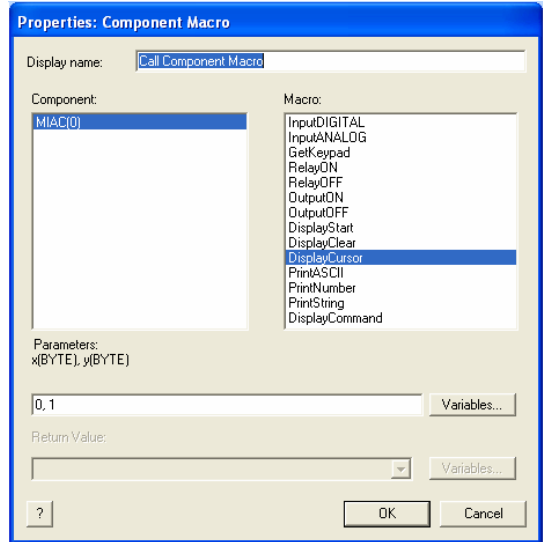 Properties: Component Macro
Display name: Call Component Macro
Component:
MIAC(0)
Macro:
InputDIGITAL
InputANALOG
GetKeypad
RelayON
RelayOFF
OutputON
OutputOFF
DisplayStart
DisplayClear
DisplayCursor
PrintASCII
PrintNumber
PrintString
DisplayCommand
Parameters:
x(BYTE), y(BYTE)
0, 1 Variables...
Return Value:
Variables...
? OK Cancel